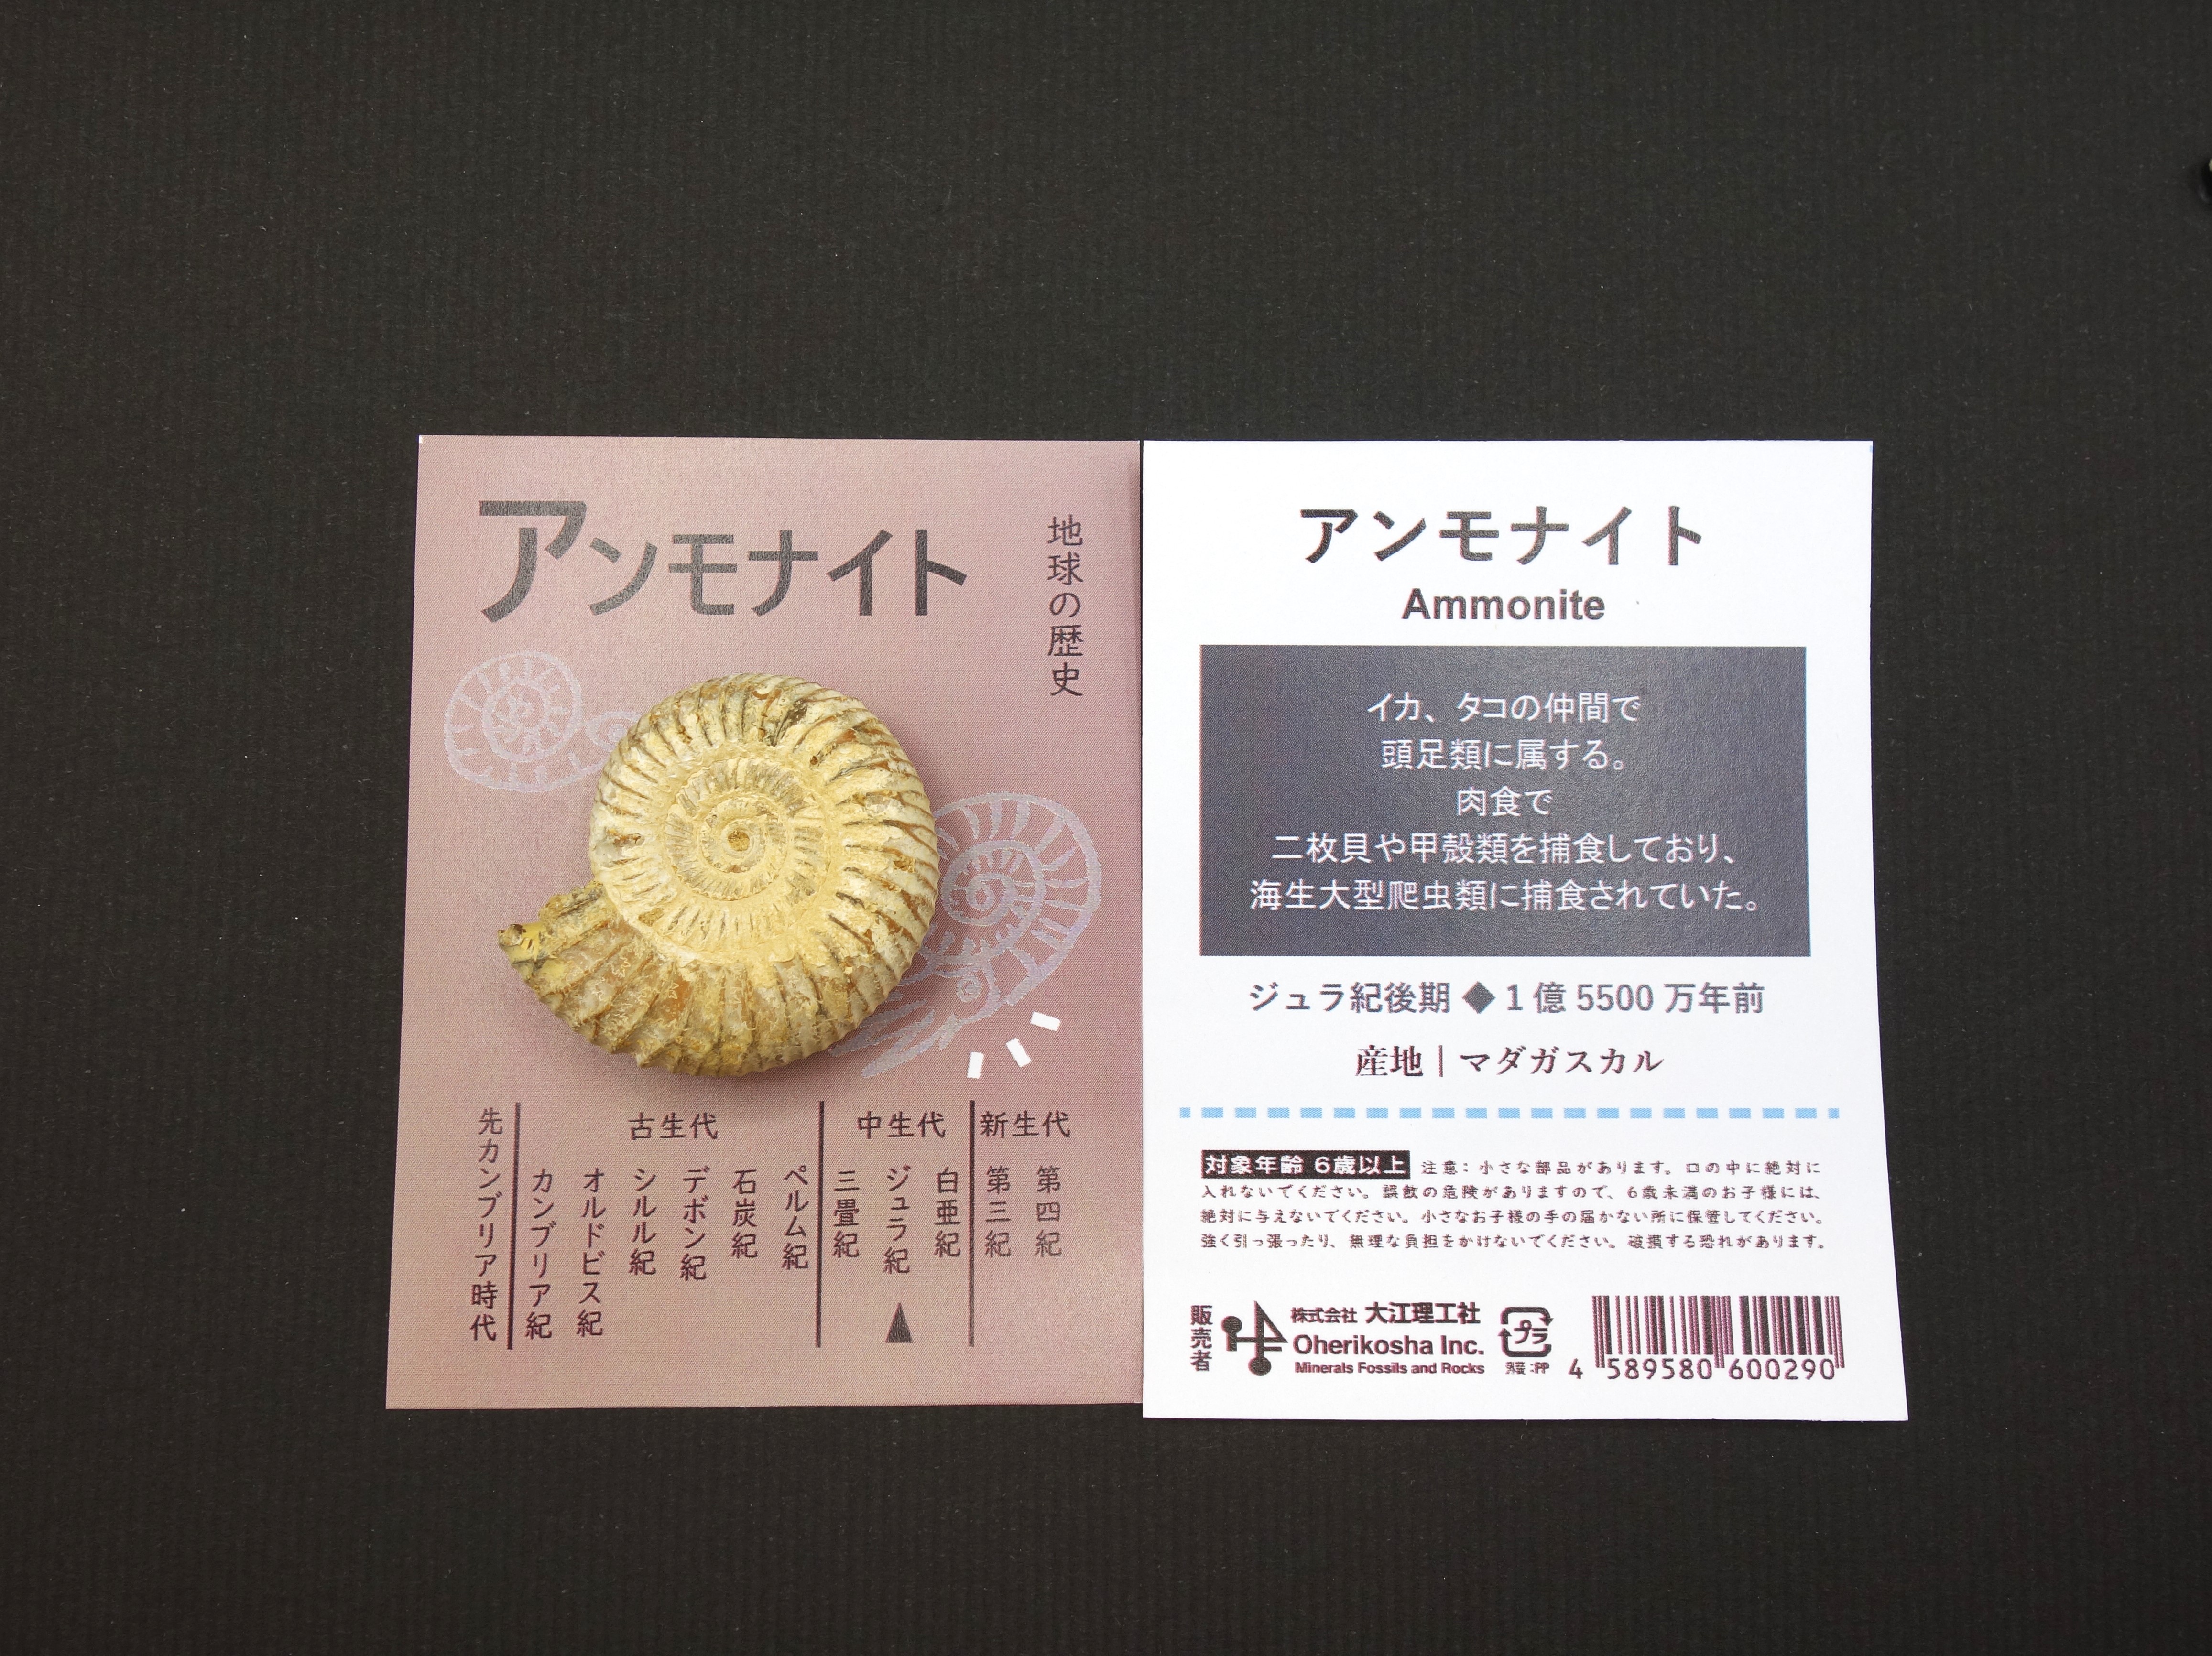 アンモナイト
地球の歴史
先カンブリア時代
古生代
カンブリア紀
オルドビス紀
シルル紀
デボン紀
石炭紀
ペルム紀
中生代
三畳紀
ジュラ紀
白亜紀
新生代
第三紀
第四紀
アンモナイト
Ammonite
イカ、タコの仲間で
頭足類に属する。
肉食で
二枚貝や甲殻類を捕食しており、
海生大型爬虫類に捕食されていた。
ジュラ紀後期 ◆ 1 億 5500 万年前
産地｜マダガスカル
対象年齢 6歳以上 注意：小さな部品があります。口の中に絶対に
入れないでください。誤飲の危険がありますので、6歳未満のお子様には、
絶対に与えないでください。小さなお子様の手の届かない所に保管してください。
強く引っ張ったり、無理な負担をかけないでください。破損する恐れがあります。
販売者
株式会社 大江理工社
Oherikosha Inc.
Minerals Fossils and Rocks
プラ
:PP
4 589580 600290